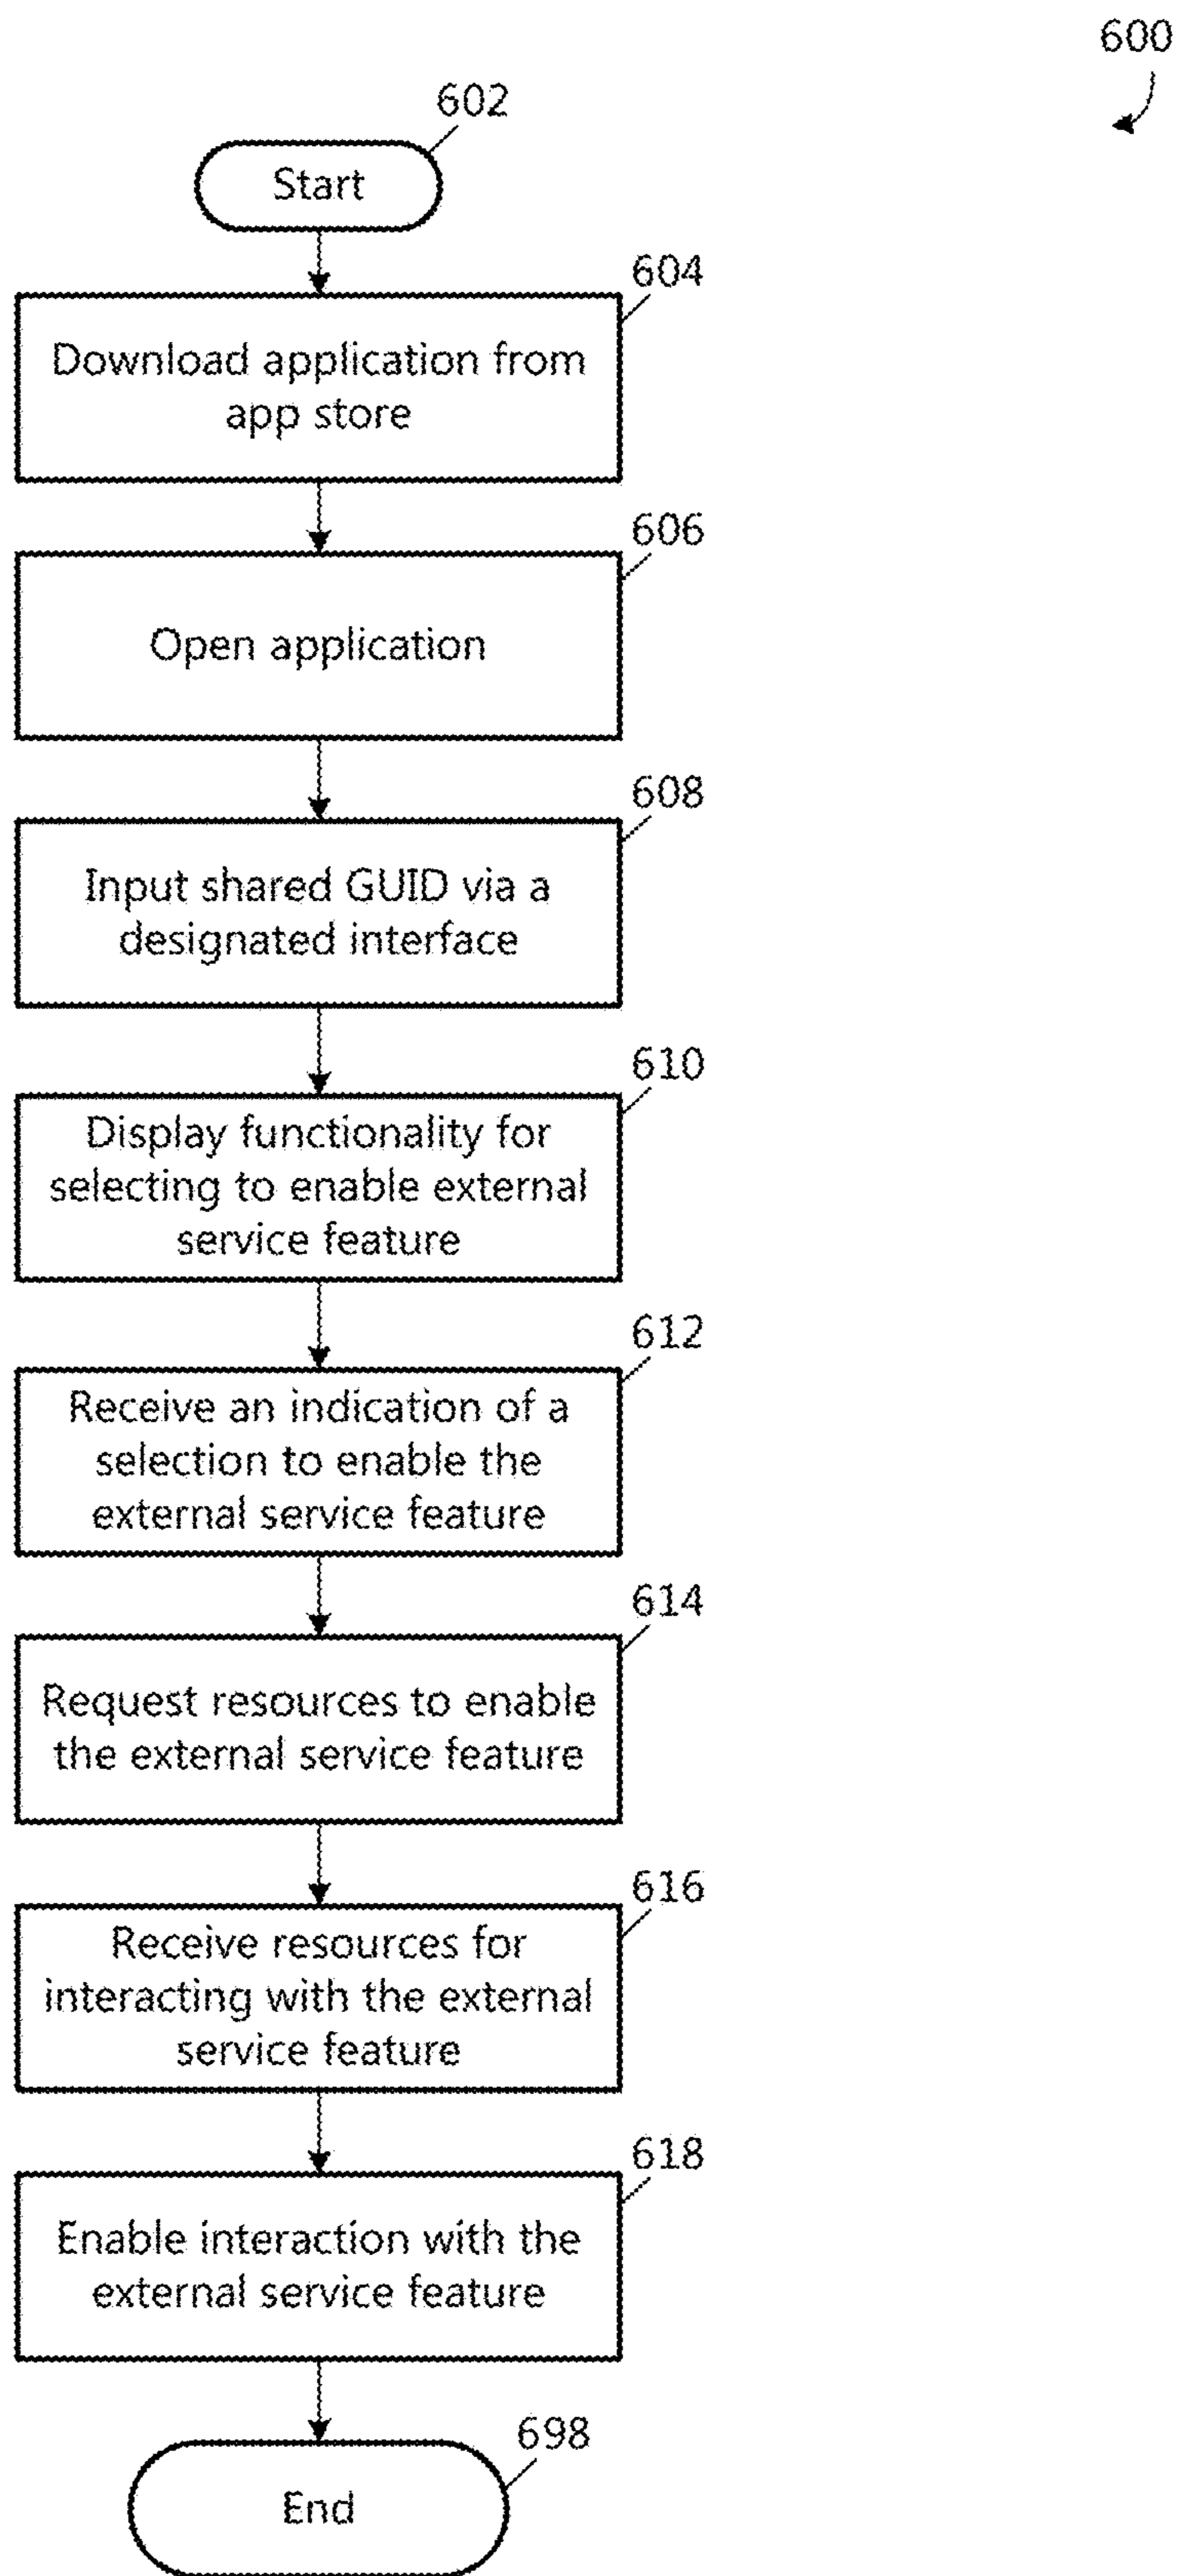 600
602
Start
604
Download application from
app store
606
Open application
608
Input shared GUID via a
designated interface
610
Display functionality for
selecting to enable external
service feature
612
Receive an indication of a
selection to enable the
external service feature
614
Request resources to enable
the external service feature
616
Receive resources for
interacting with the external
service feature
618
Enable interaction with the
external service feature
698
End